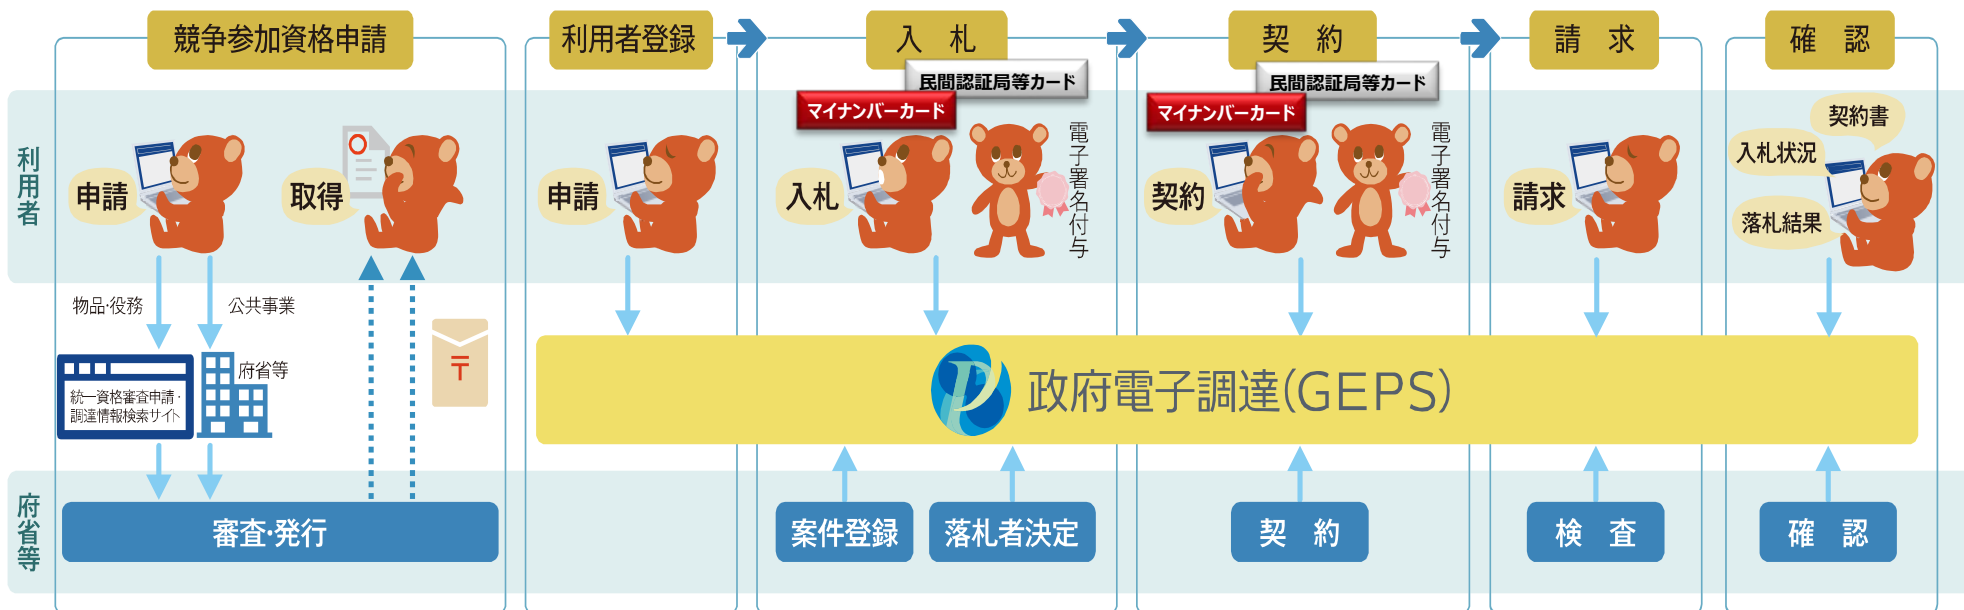 競争参加資格申請
利用者登録
入 札
契 約
請 求
確 認
民間認証局等カード
マイナンバーカード
民間認証局等カード
マイナンバーカード
利用者
申請
取得
申請
入札
電子署名付与
契約
電子署名付与
請求
契約書
入札状況
落札結果
物品・役務
公共事業
府省等
統一資格審査申請・
調達情報検索サイト
〒
政府電子調達(GEPS)
府省等
審査・発行
案件登録
落札者決定
契 約
検 査
確 認